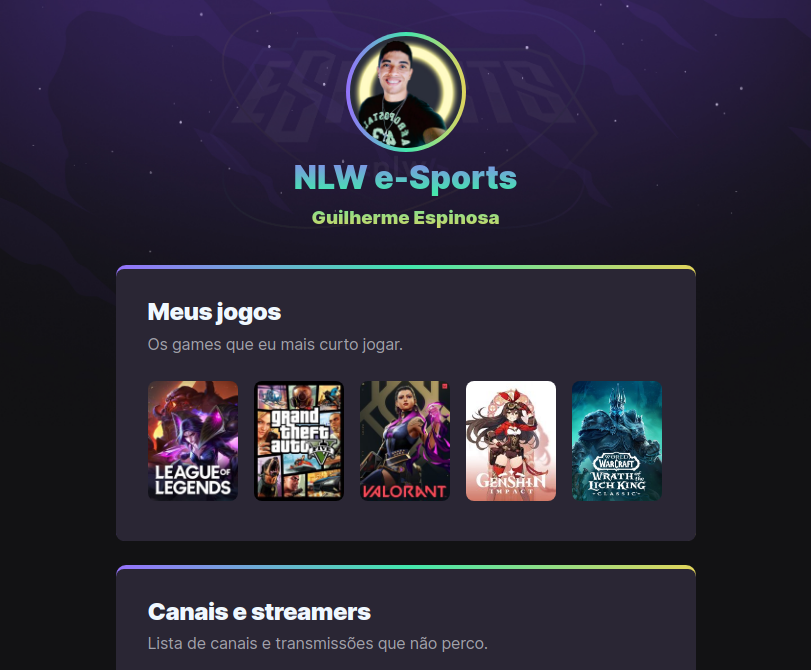 ESPORTS
nlw
NLW e-Sports
Guilherme Espinosa
Meus jogos
Os games que eu mais curto jogar.
LEAGUE OF
LEGENDS
grand
theft
auto V
VALORANT
GENSHIN
IMPACT
WORLD
OF
WARCRAFT
WRATH of the
LICH KING
CLASSIC
Canais e streamers
Lista de canais e transmissões que não perco.